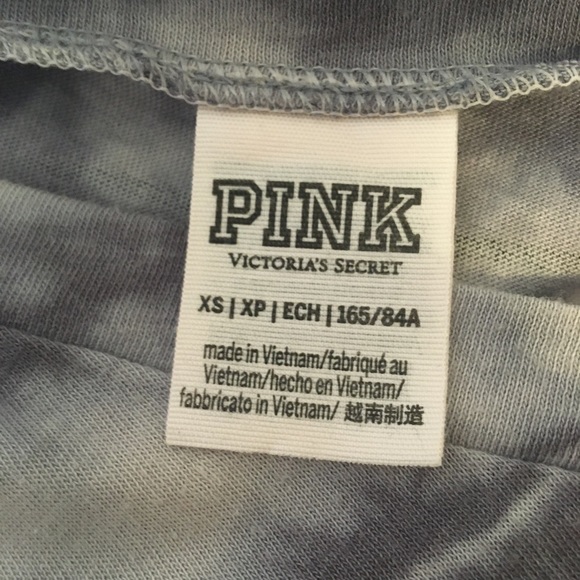 PINK
VICTORIA'S SECRET
XS | XP | ECH | 165/84A
made in Vietnam/fabriqué au
Vietnam/hecho en Vietnam/
fabbricato in Vietnam/ 越南制造